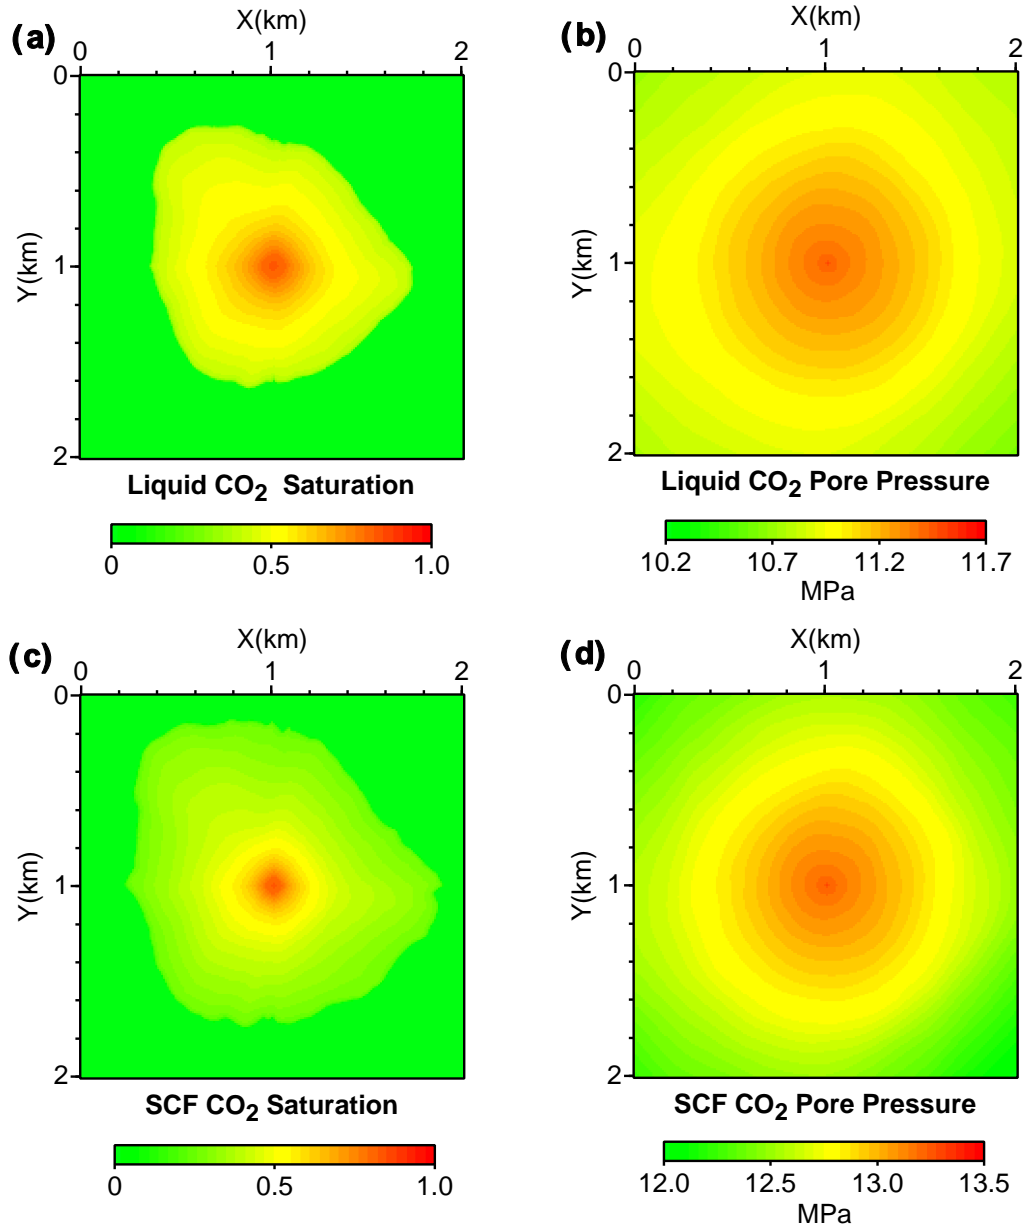 (a)
X(km)
0 1 2
0
Y(km)
1
2
Liquid CO2 Saturation
0 0.5 1.0
(b)
X(km)
0 1 2
0
Y(km)
1
2
Liquid CO2 Pore Pressure
10.2 10.7 11.2 11.7
MPa
(c)
X(km)
0 1 2
0
Y(km)
1
2
SCF CO2 Saturation
0 0.5 1.0
(d)
X(km)
0 1 2
0
Y(km)
1
2
SCF CO2 Pore Pressure
12.0 12.5 13.0 13.5
MPa